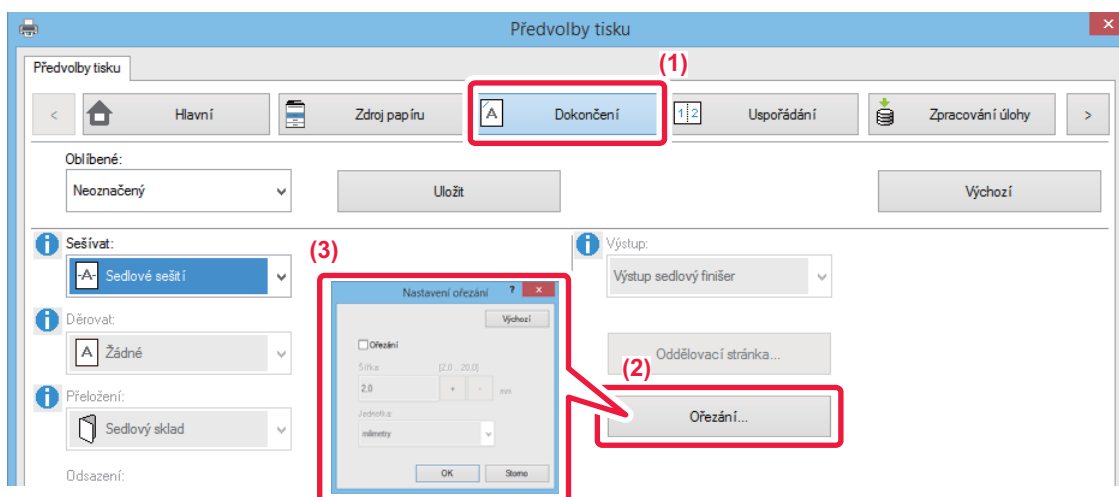 Předvolby tisku
Předvolby tisku
(1)
< Hlavní Zdroj papíru A Dokončení 1 2 Uspořádání Zpracování úlohy >
Oblíbené:
Neoznačený Uložit Výchozí
Sešívat:
-A- Sedlové sešití
Děrovat:
A Žádné
Přeložení:
Sedlový sklad
Odsazení:
(3)
Nastavení ořezání ? x
Výchozí
Ořezání
Šířka: [2,0 .. 20,0]
2,0 + - mm
Jednotka:
milimetry
OK Storno
Výstup:
Výstup sedlový finišer
Oddělovací stránka...
(2)
Ořezání...